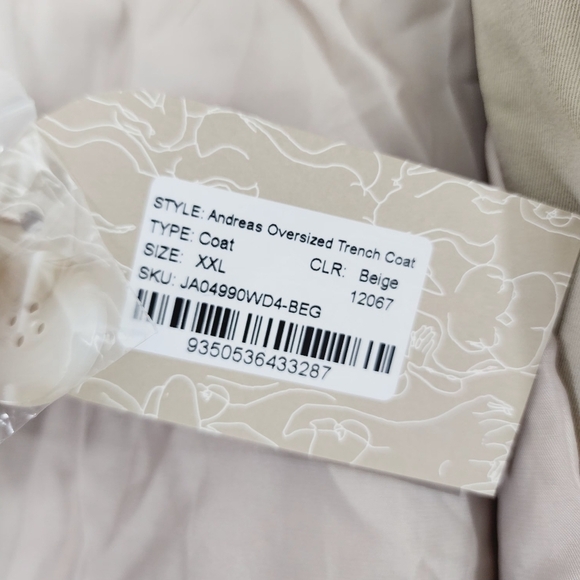 STYLE: Andreas Oversized Trench Coat
TYPE: Coat
SIZE: XXL CLR: Beige
SKU: JA04990WD4-BEG 12067
9350536433287